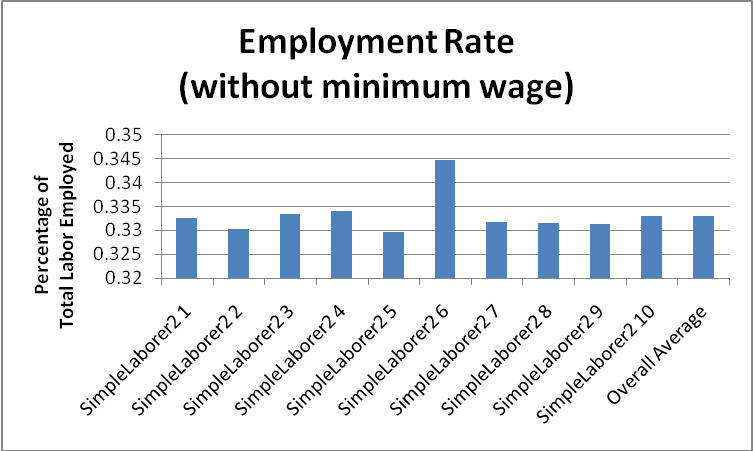 Employment Rate
(without minimum wage)
Percentage of
Total Labor Employed
0.35
0.345
0.34
0.335
0.33
0.325
0.32
SimpleLaborer2 1
SimpleLaborer2 2
SimpleLaborer2 3
SimpleLaborer2 4
SimpleLaborer2 5
SimpleLaborer2 6
SimpleLaborer2 7
SimpleLaborer2 8
SimpleLaborer2 9
SimpleLaborer2 10
Overall Average